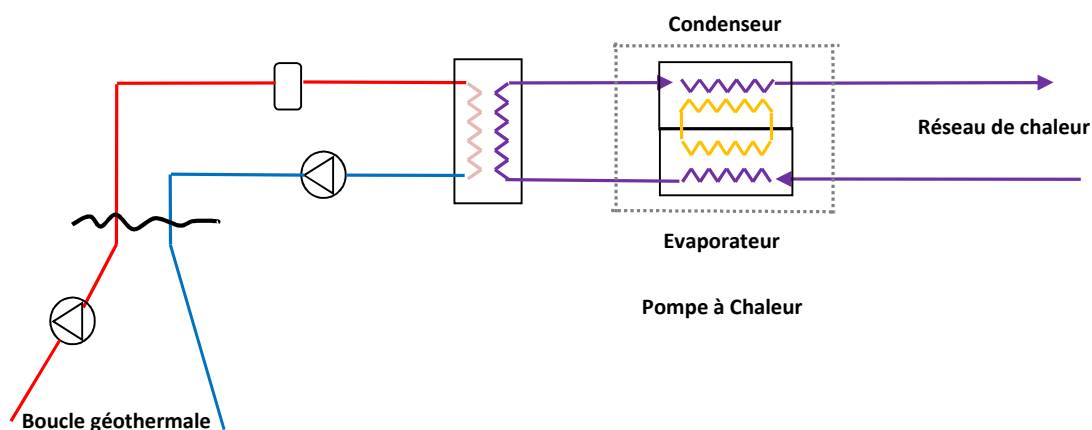 Condenseur
Réseau de chaleur
Evaporateur
Pompe à Chaleur
Boucle géothermale